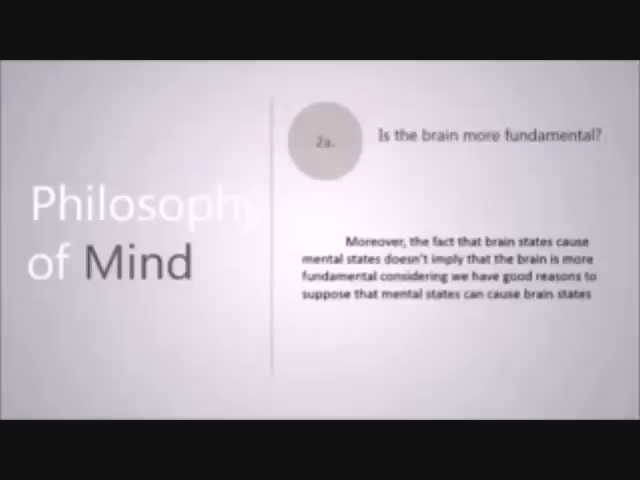 Philosophy
of Mind
2a.
Is the brain more fundamental?
Moreover, the fact that brain states cause
mental states doesn't imply that the brain is more
fundamental considering we have good reasons to
suppose that mental states can cause brain states